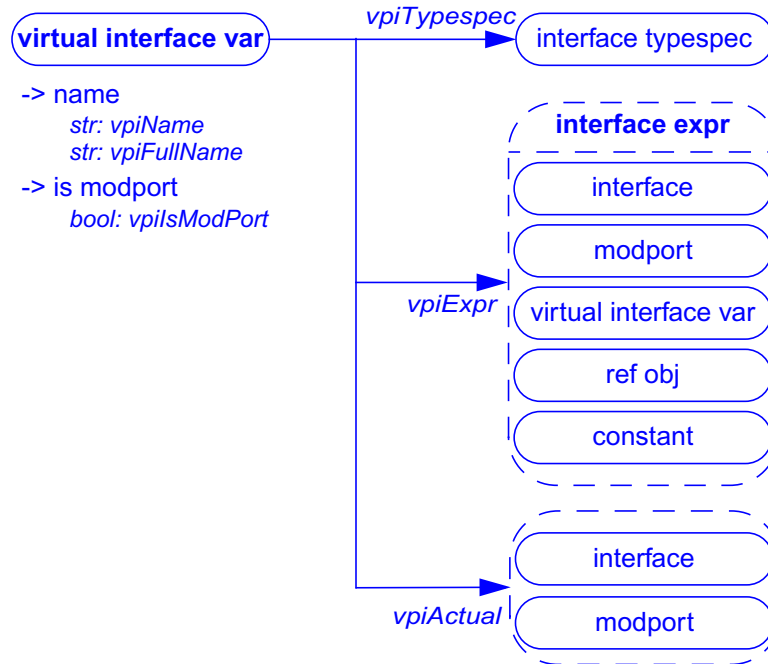 virtual interface var
-> name
str: vpiName
str: vpiFullName
-> is modport
bool: vpiIsModPort
vpiTypespec
interface typespec
vpiExpr
interface expr
interface
modport
virtual interface var
ref obj
constant
vpiActual
interface
modport